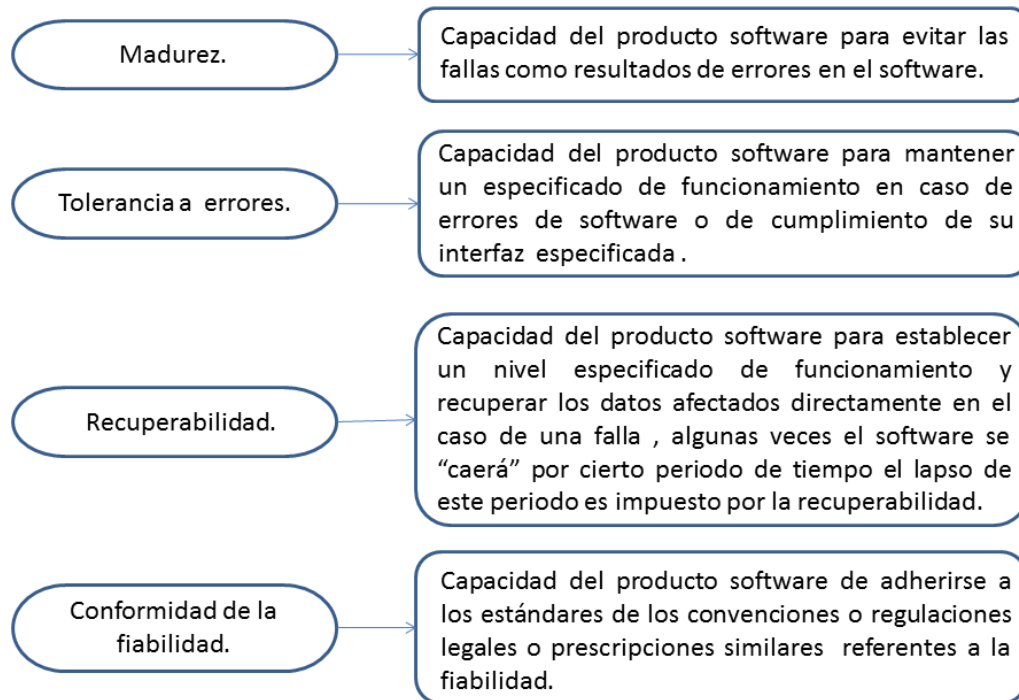 Madurez.
Capacidad del producto software para evitar las
fallas como resultados de errores en el software.
Tolerancia a errores.
Capacidad del producto software para mantener
un especificado de funcionamiento en caso de
errores de software o de cumplimiento de su
interfaz especificada .
Recuperabilidad.
Capacidad del producto software para establecer
un nivel especificado de funcionamiento y
recuperar los datos afectados directamente en el
caso de una falla , algunas veces el software se
“caerá” por cierto periodo de tiempo el lapso de
este periodo es impuesto por la recuperabilidad.
Conformidad de la
fiabilidad.
Capacidad del producto software de adherirse a
los estándares de los convenciones o regulaciones
legales o prescripciones similares referentes a la
fiabilidad.